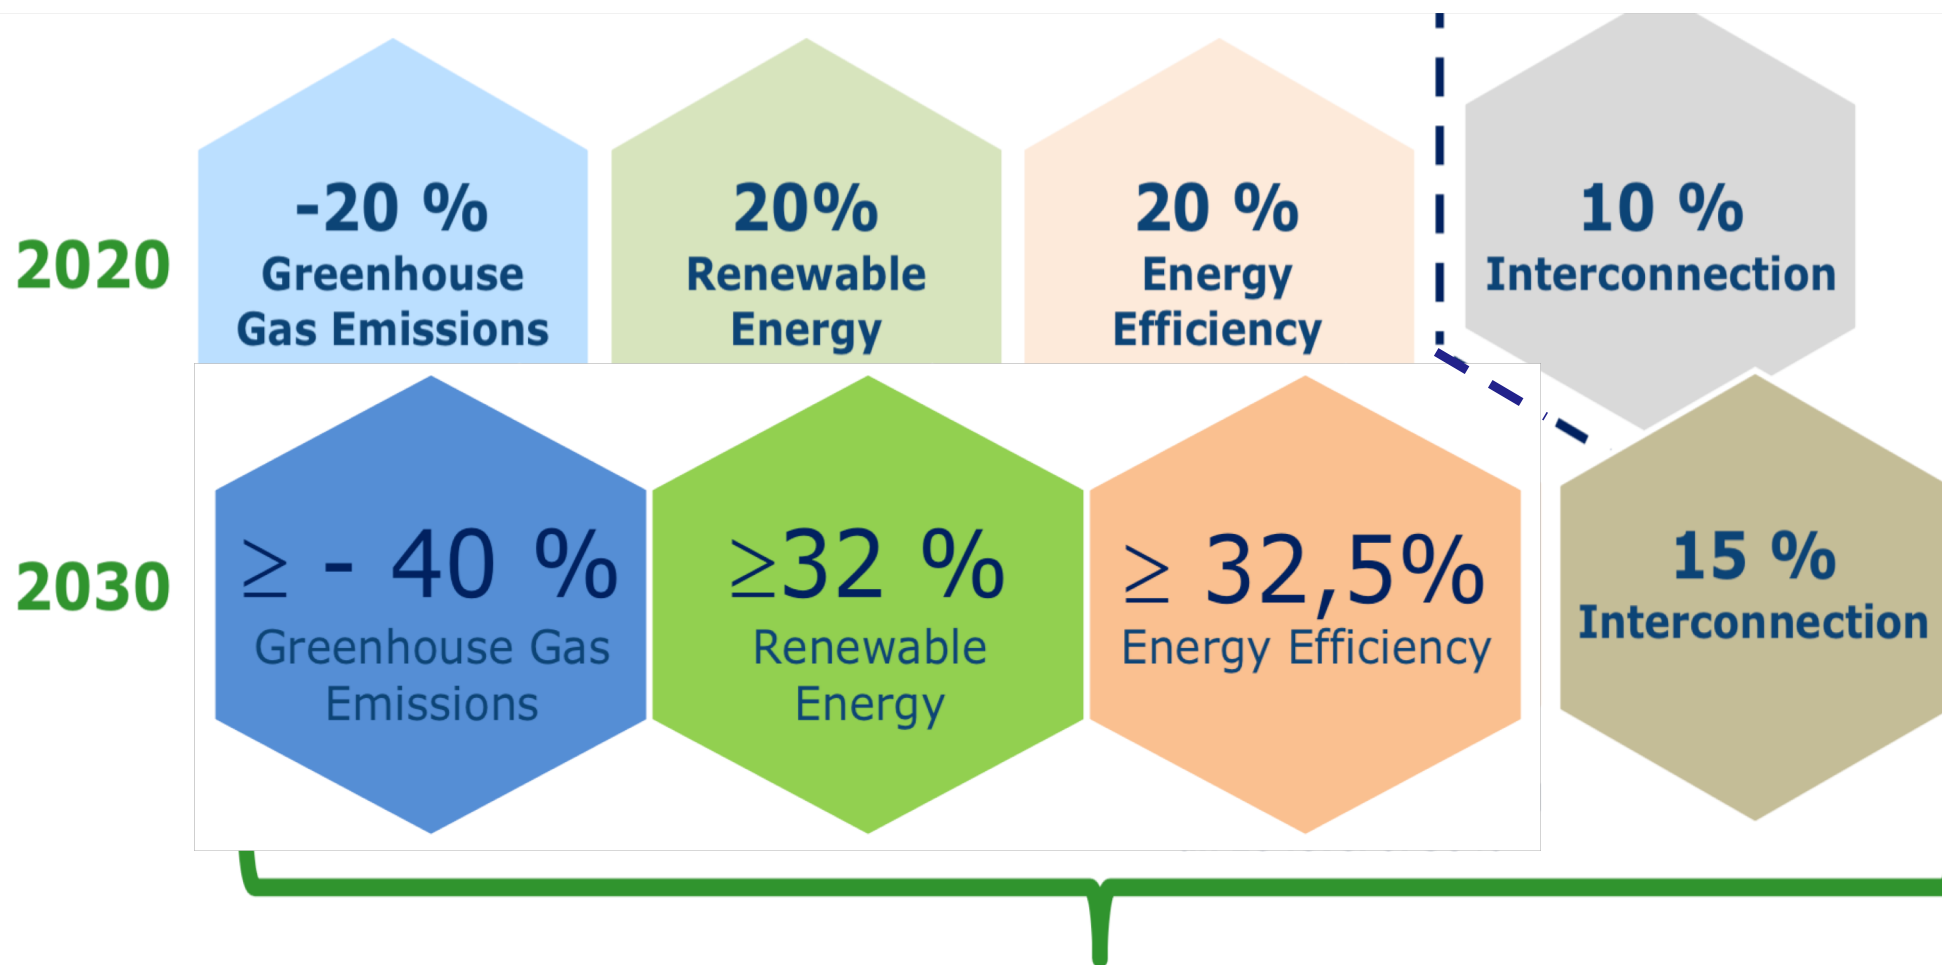 2020
-20 %
Greenhouse
Gas Emissions
20%
Renewable
Energy
20 %
Energy
Efficiency
10 %
Interconnection
2030
≥ - 40 %
Greenhouse Gas
Emissions
≥32 %
Renewable
Energy
≥ 32,5%
Energy Efficiency
15 %
Interconnection